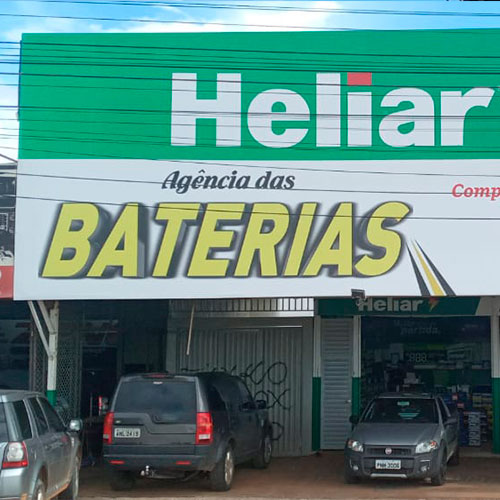 Heliar
Agência das
BATERIAS
Comp
Heliar